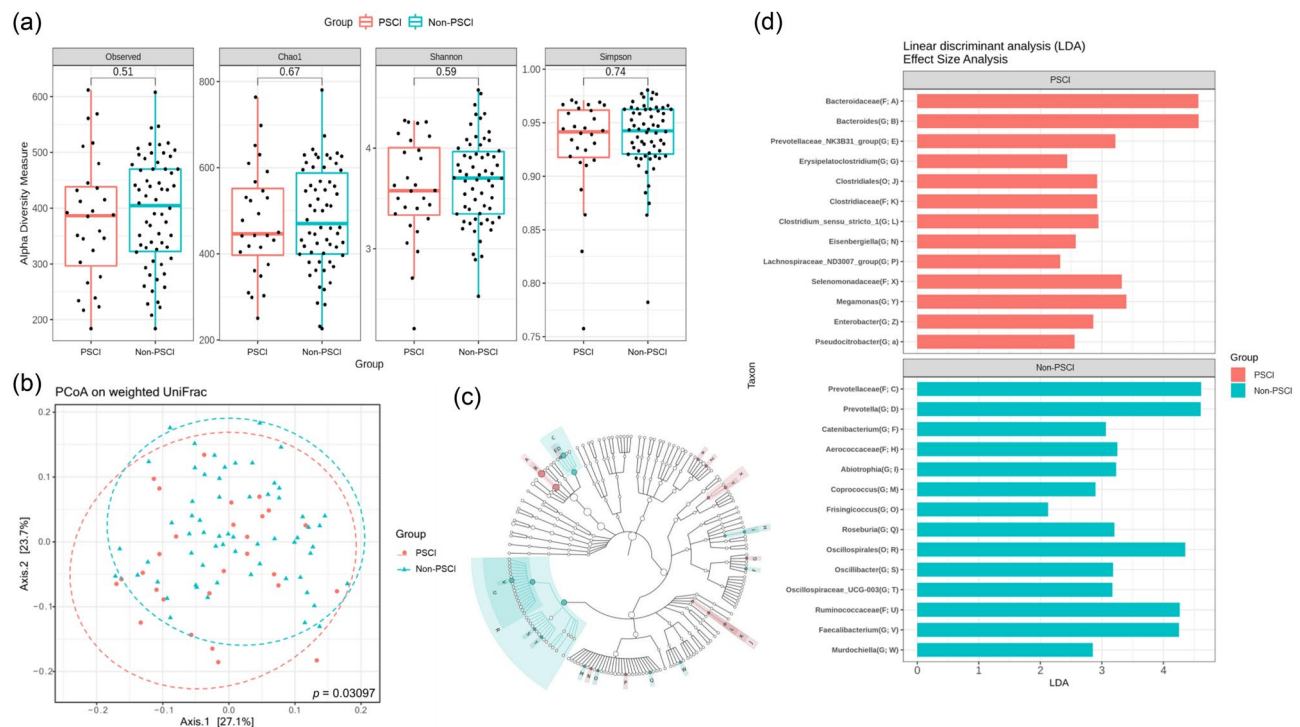 (a)
Group PSCI Non-PSCI
Observed
Chao1
Shannon
Simpson
0.51
0.67
0.59
0.74
Alpha Diversity Measure
600
500
400
300
200
800
600
400
200
4
3
1.00
0.95
0.90
0.85
0.80
0.75
PSCI
Non-PSCI
PSCI
Non-PSCI
PSCI
Non-PSCI
PSCI
Non-PSCI
Group
(b)
PCoA on weighted UniFrac
Axis.2 [23.7%]
0.2
0.1
0.0
−0.1
−0.2
p = 0.03097
−0.2
−0.1
0.0
0.1
0.2
Axis.1 [27.1%]
Group
PSCI
Non-PSCI
(c)
(d)
Linear discriminant analysis (LDA)
Effect Size Analysis
PSCI
Bacteroidaceae(F; A)
Bacteroides(G; B)
Prevotellaceae_NK3B31_group(G; E)
Erysipelatoclostridium(G; G)
Clostridiales(O; J)
Clostridiaceae(F; K)
Clostridium_sensu_stricto_1(G; L)
Eisenbergiella(G; N)
Lachnospiraceae_ND3007_group(G; P)
Selenomonadaceae(F; X)
Megamonas(G; Y)
Enterobacter(G; Z)
Pseudocitrobacter(G; a)
Taxon
Non-PSCI
Prevotellaceae(F; C)
Prevotella(G; D)
Catenibacterium(G; F)
Aerococcaceae(F; H)
Abiotrophia(G; I)
Coprococcus(G; M)
Frisingicoccus(G; O)
Roseburia(G; Q)
Oscillospirales(O; R)
Oscillibacter(G; S)
Oscillospiraceae_UCG-003(G; T)
Ruminococcaceae(F; U)
Faecalibacterium(G; V)
Murdochiella(G; W)
0
1
2
3
4
LDA
Group
PSCI
Non-PSCI